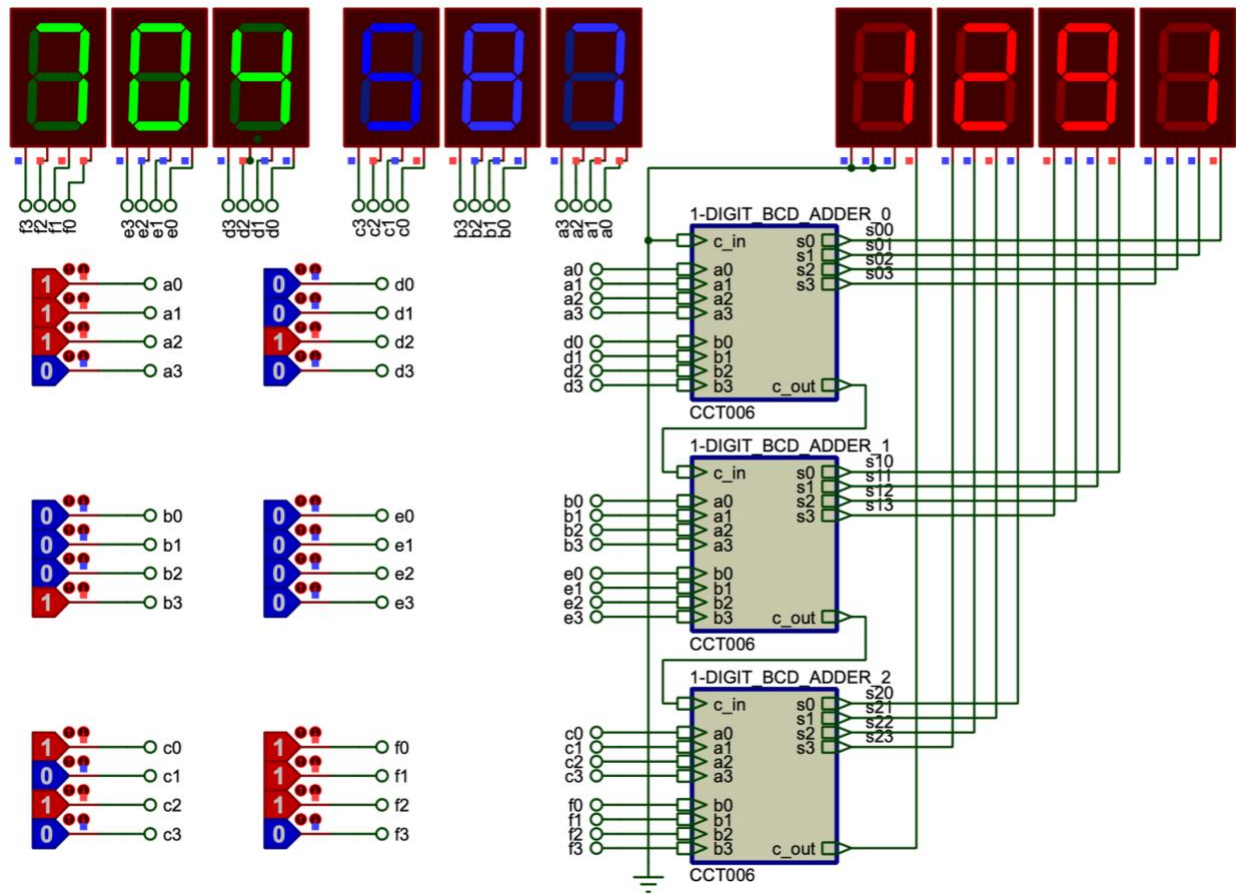 704 587 1291
f3 f2 f1 f0 e3 e2 e1 e0 d3 d2 d1 d0 c3 c2 c1 c0 b3 b2 b1 b0 a3 a2 a1 a0
1 a0
1 a1
1 a2
0 a3
0 d0
0 d1
1 d2
0 d3
0 b0
0 b1
0 b2
1 b3
0 e0
0 e1
0 e2
0 e3
1 c0
0 c1
1 c2
0 c3
1 f0
1 f1
1 f2
0 f3
1-DIGIT_BCD_ADDER_0
c_in s0 s00
s1 s01
s2 s02
s3 s03
a0 a0
a1 a1
a2 a2
a3 a3
d0 b0
d1 b1
d2 b2
d3 b3 c_out
CCT006
1-DIGIT_BCD_ADDER_1
c_in s0 s10
s1 s11
s2 s12
s3 s13
b0 a0
b1 a1
b2 a2
b3 a3
e0 b0
e1 b1
e2 b2
e3 b3 c_out
CCT006
1-DIGIT_BCD_ADDER_2
c_in s0 s20
s1 s21
s2 s22
s3 s23
c0 a0
c1 a1
c2 a2
c3 a3
f0 b0
f1 b1
f2 b2
f3 b3 c_out
CCT006